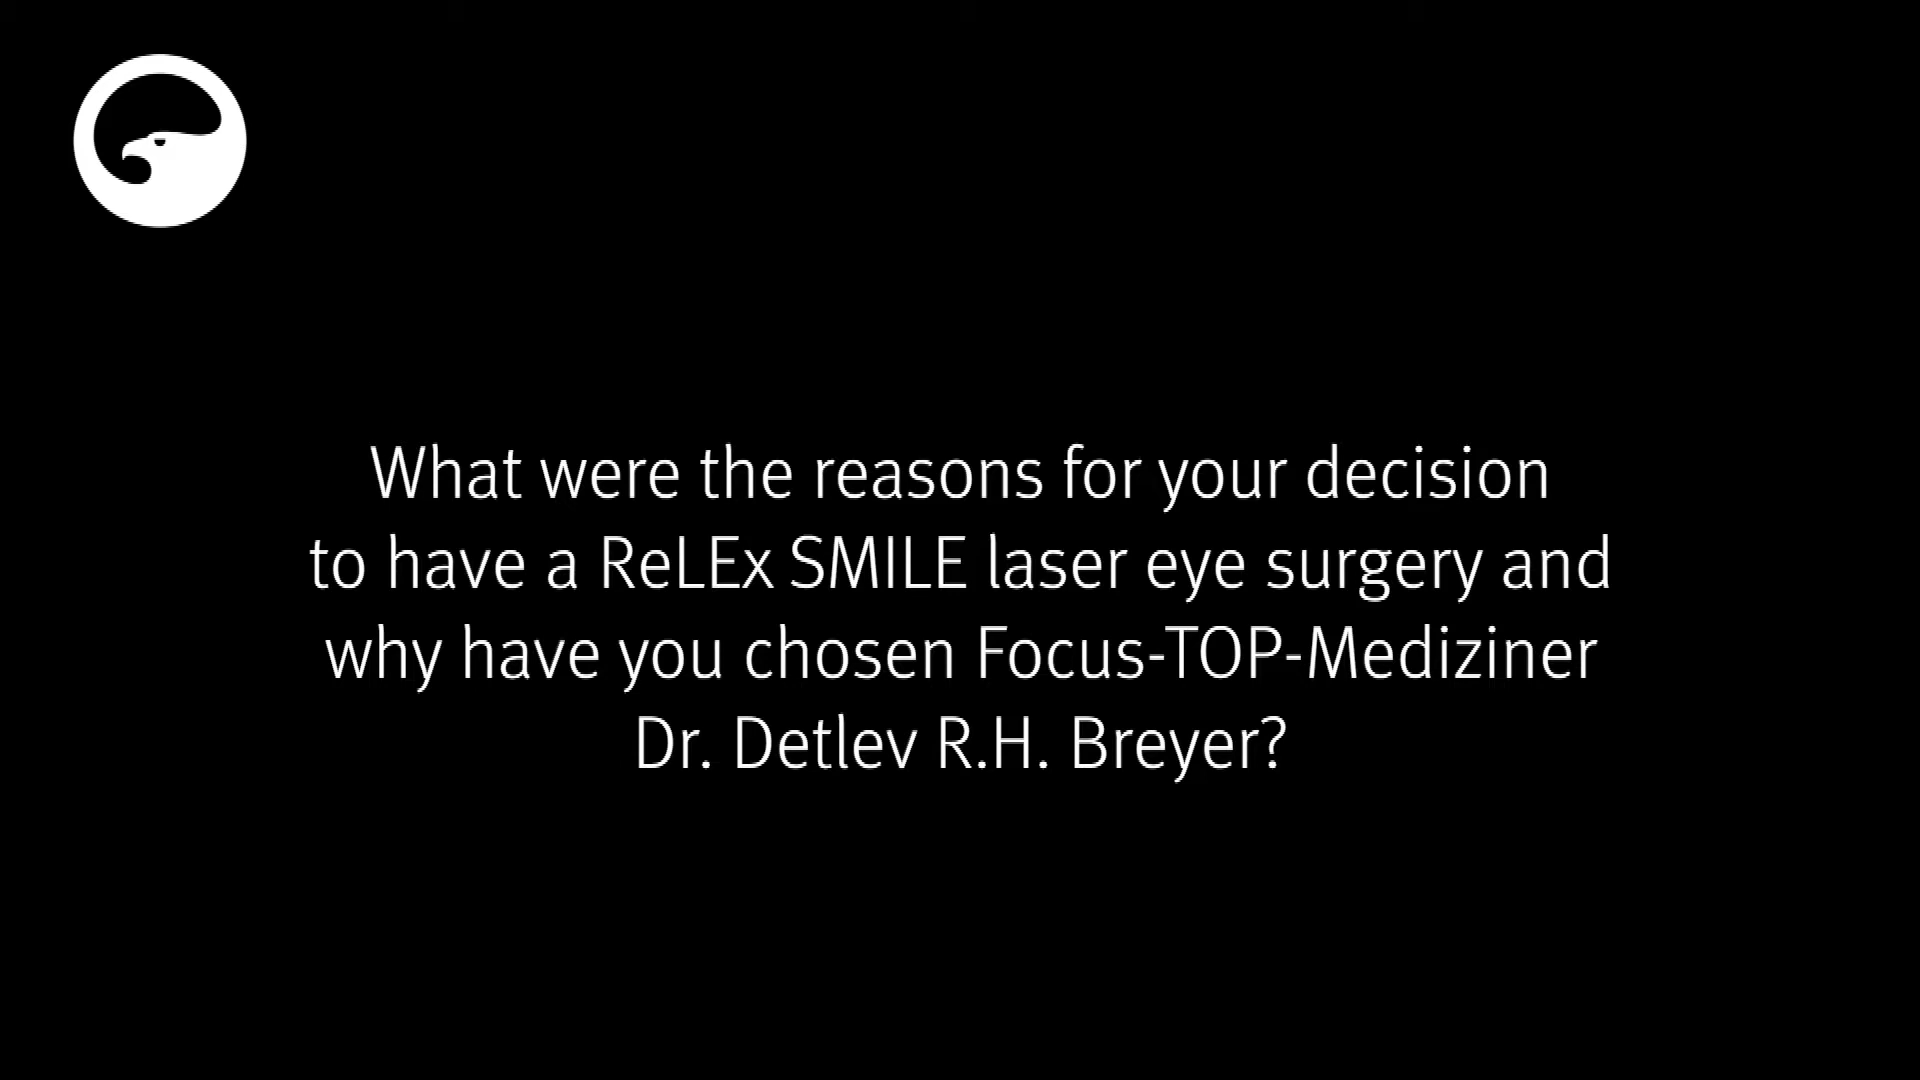 What were the reasons for your decision
to have a ReLEx SMILE laser eye surgery and
why have you chosen Focus-TOP-Mediziner
Dr. Detlev R.H. Breyer?